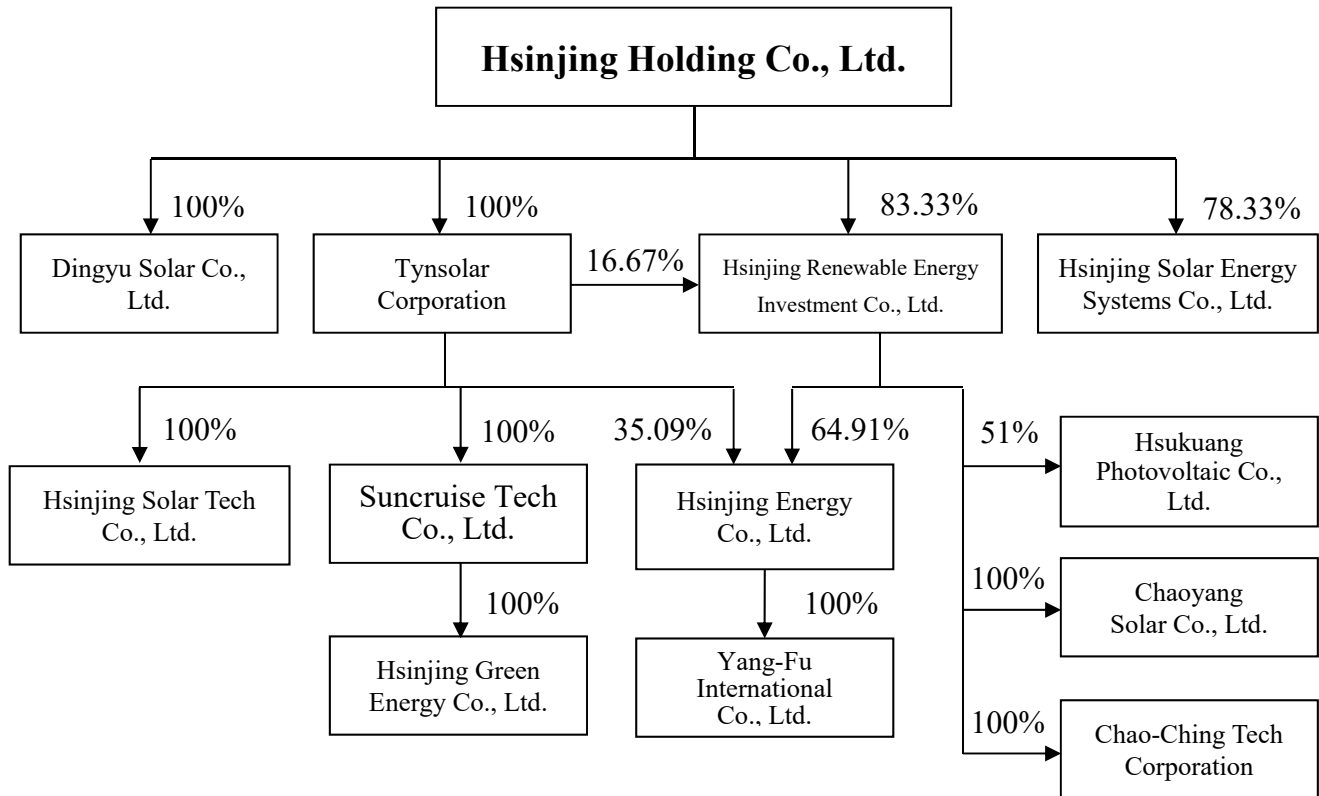 Hsinjing Holding Co., Ltd.
100%
100%
83.33%
78.33%
Dingyu Solar Co.,
Ltd.
Tynsolar
Corporation
16.67%
Hsinjing Renewable Energy
Investment Co., Ltd.
Hsinjing Solar Energy
Systems Co., Ltd.
100%
100%
35.09%
64.91%
51%
Hsinjing Solar Tech
Co., Ltd.
Suncruise Tech
Co., Ltd.
Hsinjing Energy
Co., Ltd.
Hsukuang
Photovoltaic Co.,
Ltd.
100%
100%
100%
Chaoyang
Solar Co., Ltd.
Hsinjing Green
Energy Co., Ltd.
Yang-Fu
International
Co., Ltd.
100%
Chao-Ching Tech
Corporation